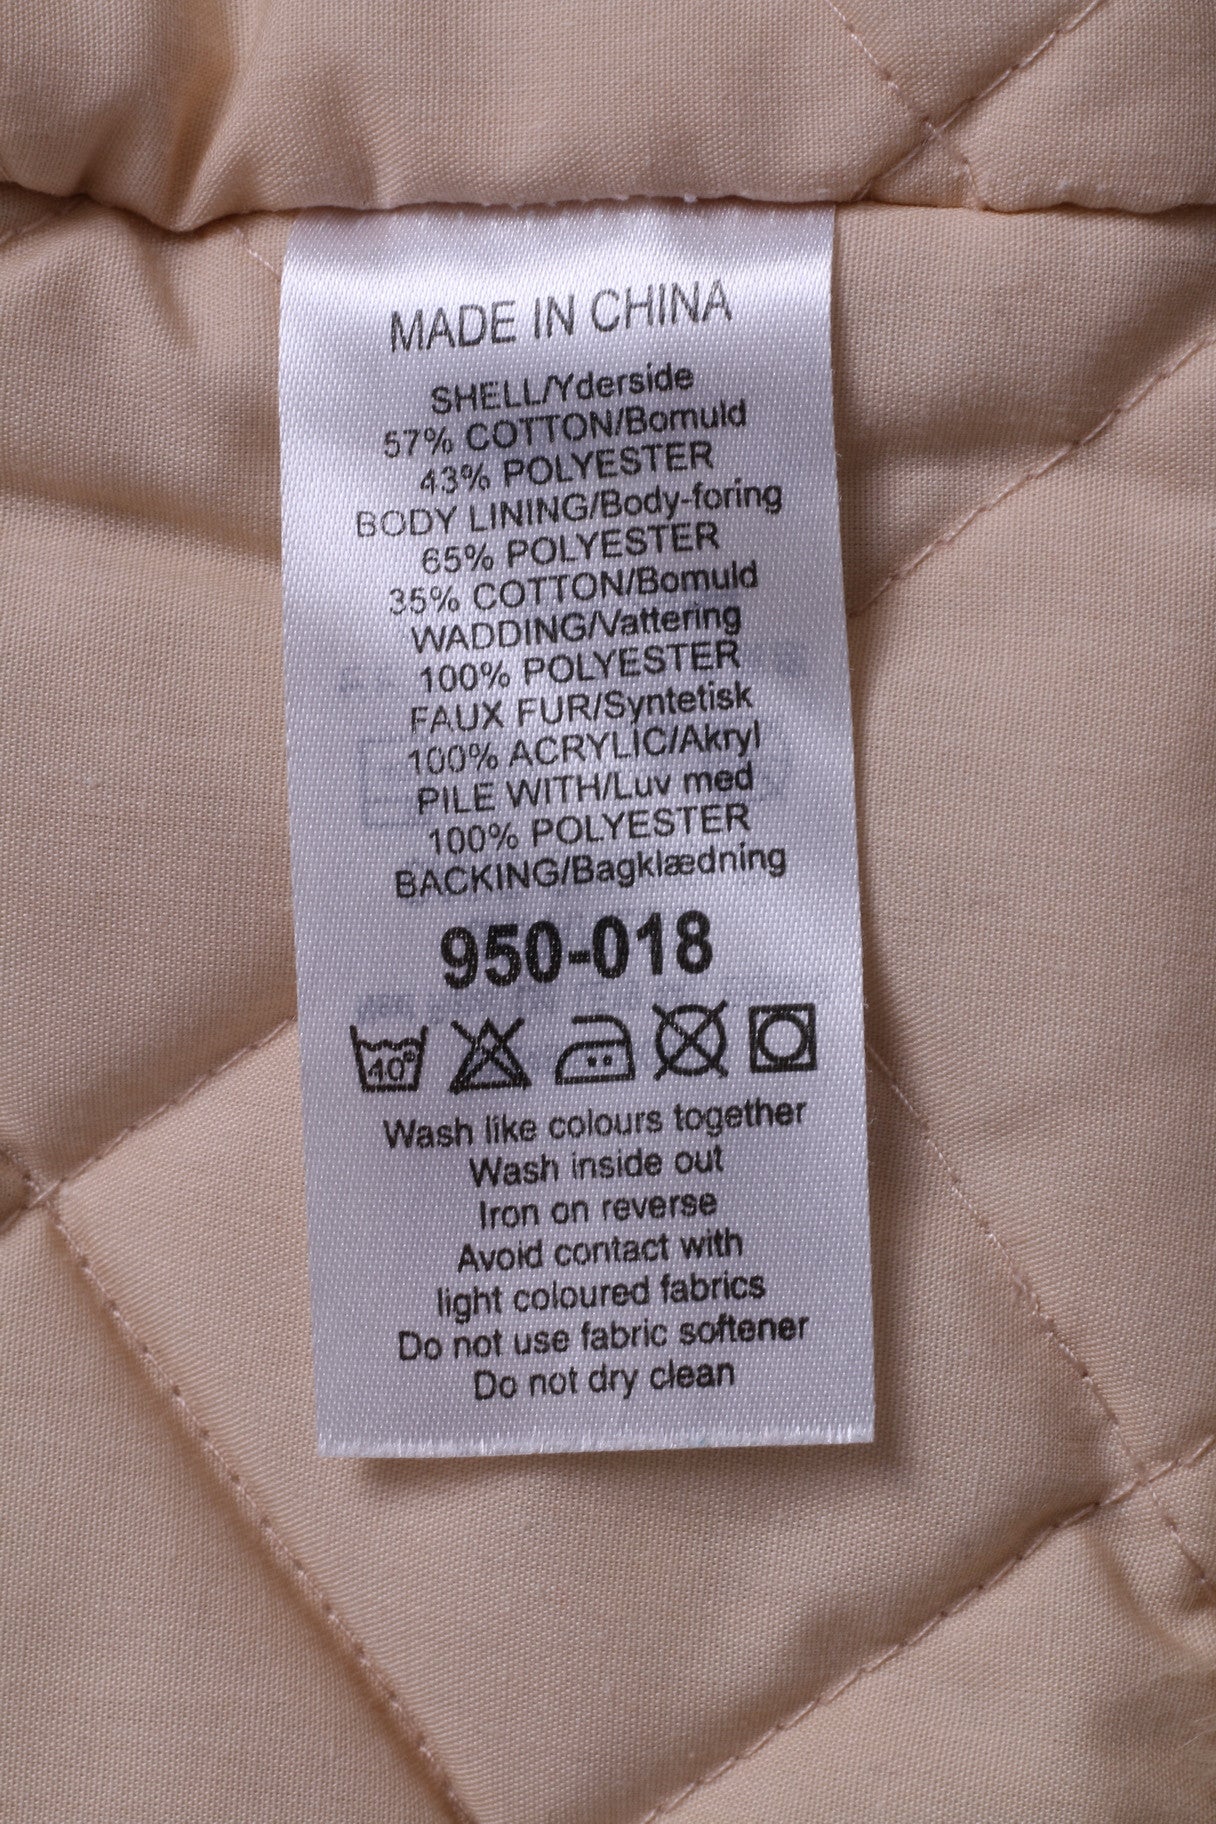 MADE IN CHINA
SHELL/Yderside
57% COTTON/Bomuld
43% POLYESTER
BODY LINING/Body-foring
65% POLYESTER
35% COTTON/Bomuld
WADDING/Vattering
100% POLYESTER
FAUX FUR/Syntetisk
100% ACRYLIC/Akryl
PILE WITH/Luv med
100% POLYESTER
BACKING/Bagklædning
950-018
40°
Wash like colours together
Wash inside out
Iron on reverse
Avoid contact with
light coloured fabrics
Do not use fabric softener
Do not dry clean